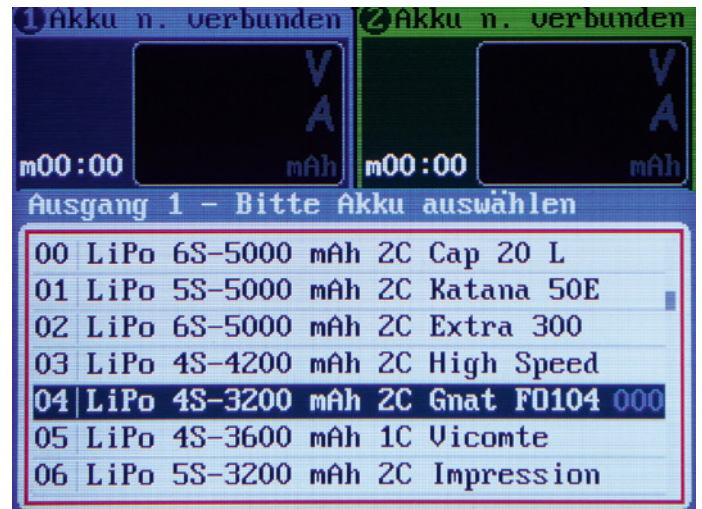 1 Akku n. verbunden 2 Akku n. verbunden
V V
A A
m00:00 mAh m00:00 mAh
Ausgang 1 - Bitte Akku auswählen
00 LiPo 6S-5000 mAh 2C Cap 20 L
01 LiPo 5S-5000 mAh 2C Katana 50E
02 LiPo 6S-5000 mAh 2C Extra 300
03 LiPo 4S-4200 mAh 2C High Speed
04 LiPo 4S-3200 mAh 2C Gnat FO104 000
05 LiPo 4S-3600 mAh 1C Vicomte
06 LiPo 5S-3200 mAh 2C Impression